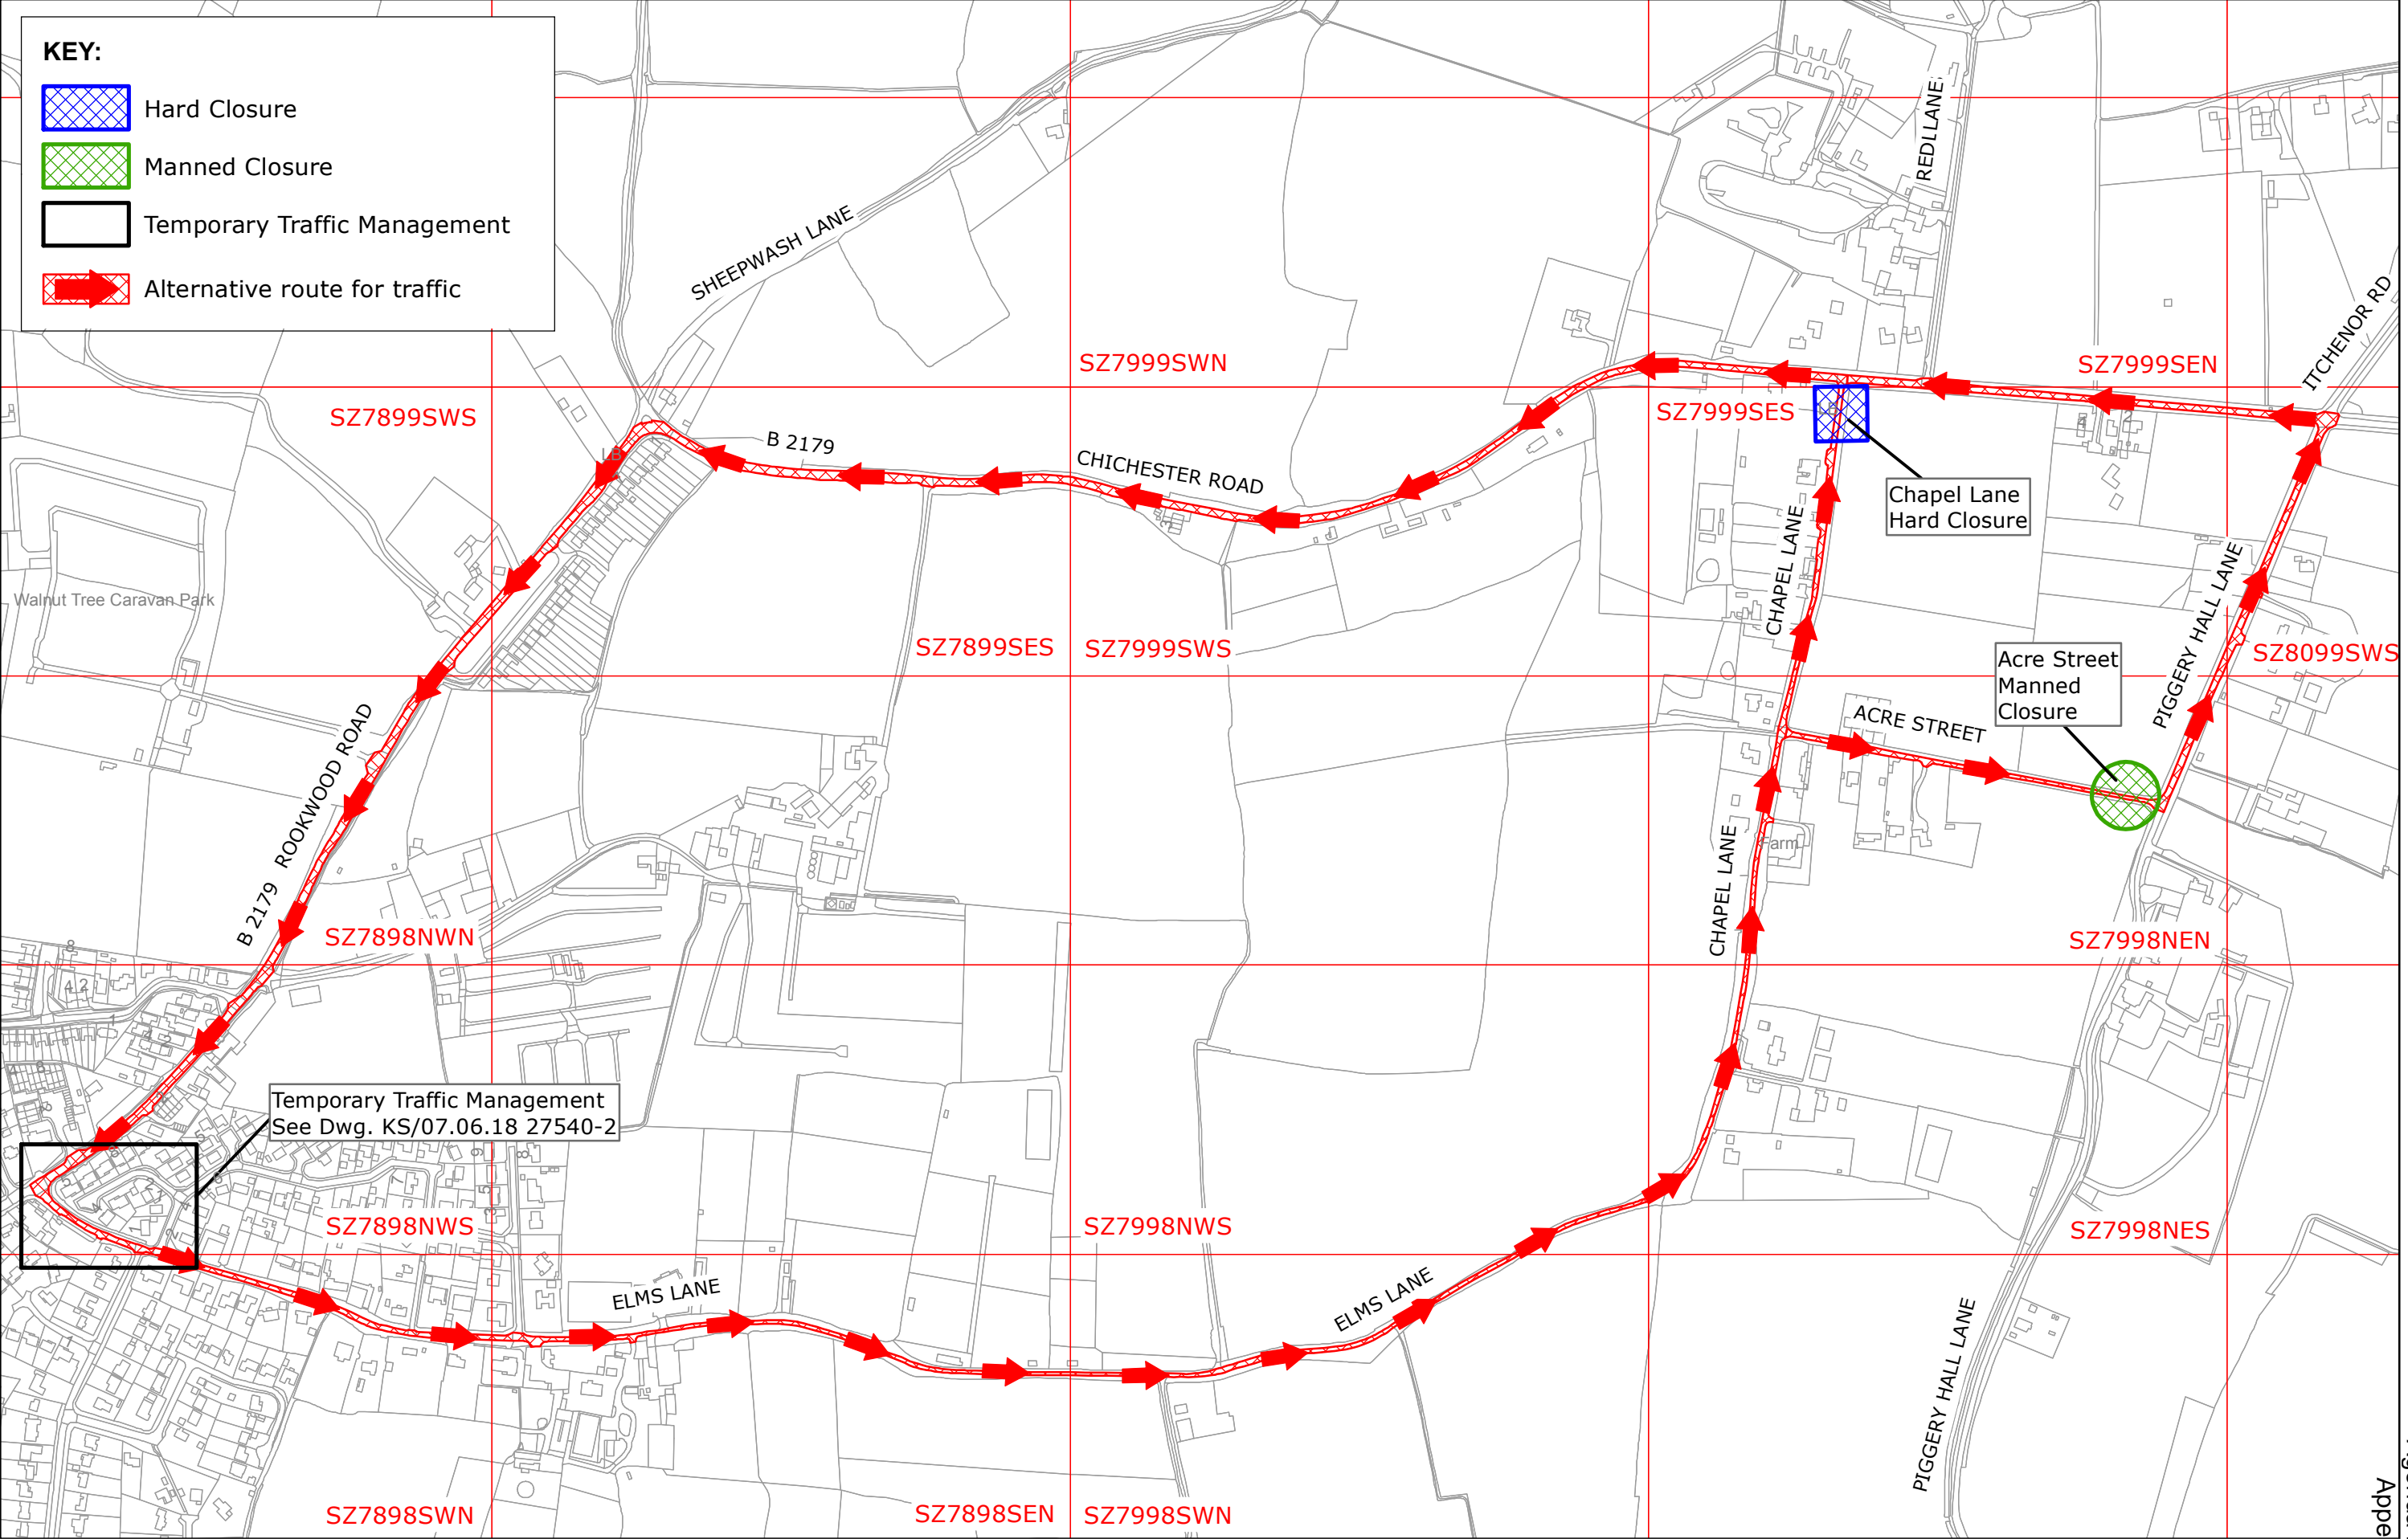 KEY:
Hard Closure
Manned Closure
Temporary Traffic Management
Alternative route for traffic
REDLLANE
SHEEPWASH LANE
ITCHENOR RD
SZ7999SWN
SZ7999SEN
SZ7899SWS
SZ7999SES
B 2179
CHICHESTER ROAD
LB
Chapel Lane
Hard Closure
CHAPEL LANE
Walnut Tree Caravan Park
PIGGERY HALL LANE
SZ7899SES
SZ7999SWS
SZ8099SWS
Acre Street
Manned
Closure
ACRE STREET
B 2179 ROOKWOOD ROAD
Farm
CHAPEL LANE
SZ7898NWN
SZ7998NEN
Temporary Traffic Management
See Dwg. KS/07.06.18 27540-2
SZ7898NWS
SZ7998NWS
SZ7998NES
ELMS LANE
ELMS LANE
PIGGERY HALL LANE
SZ7898SWN
SZ7898SEN
SZ7998SWN
Appe